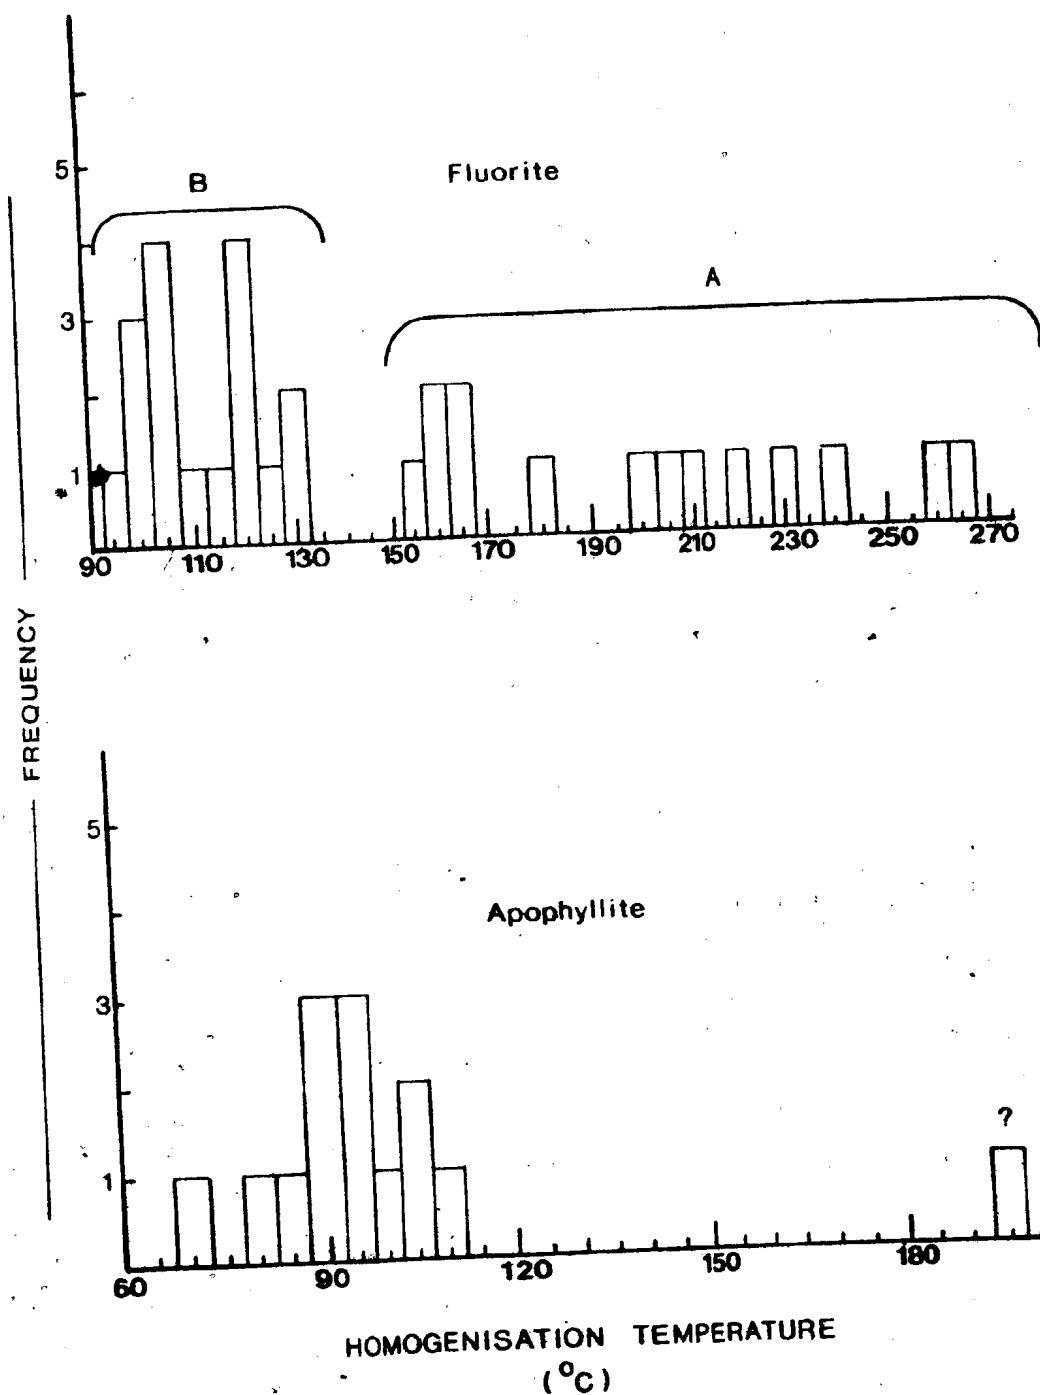 5
B
Fluorite
A
3
1
90 110 130 150 170 190 210 230 250 270
FREQUENCY
5
Apophyllite
3
?
1
60 90 120 150 180
HOMOGENISATION TEMPERATURE
(°C)